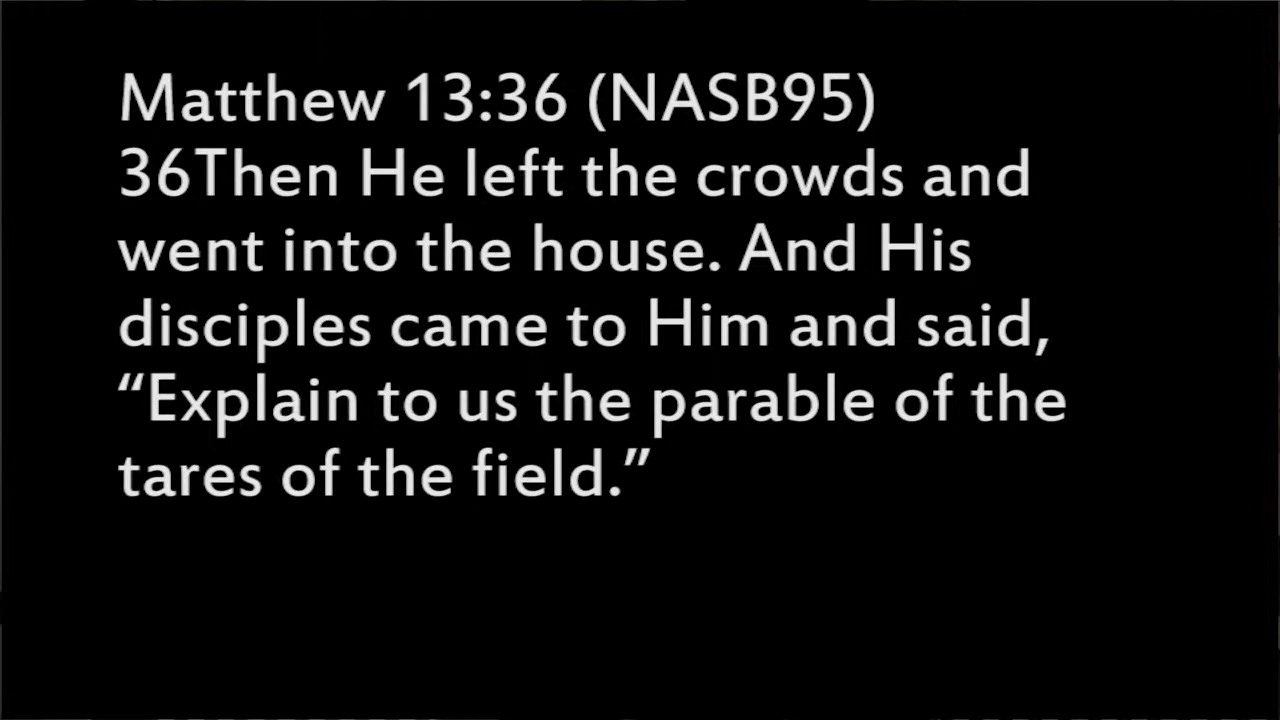 Matthew 13:36 (NASB95)
36Then He left the crowds and
went into the house. And His
disciples came to Him and said,
“Explain to us the parable of the
tares of the field.”